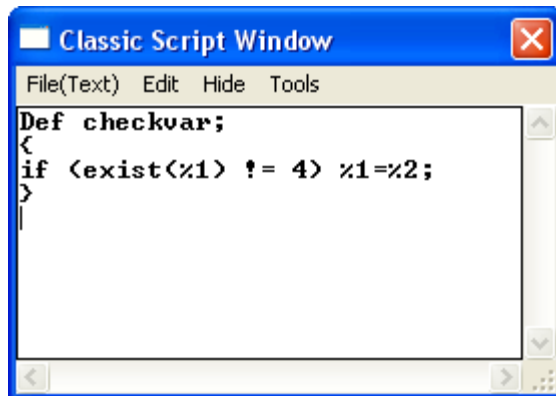 Classic Script Window
File(Text) Edit Hide Tools
Def checkvar;
{
if (exist(%1) != 4) %1=%2;
}